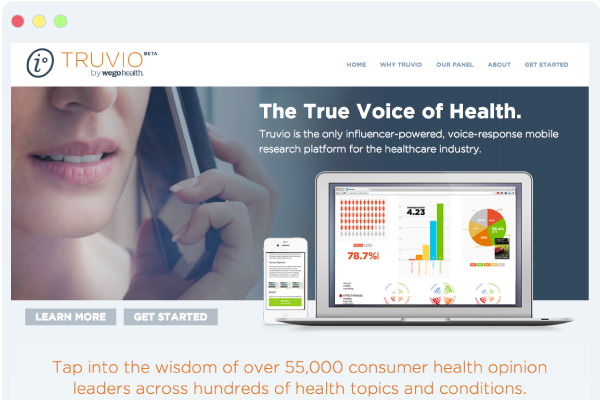 TRUVIO BETA
by wegohealth.
HOME WHY TRUVIO OUR PANEL ABOUT GET STARTED
The True Voice of Health.
Truvio is the only influencer-powered, voice-response mobile
research platform for the healthcare industry.
4.23
78.7%
LEARN MORE GET STARTED
Tap into the wisdom of over 55,000 consumer health opinion
leaders across hundreds of health topics and conditions.